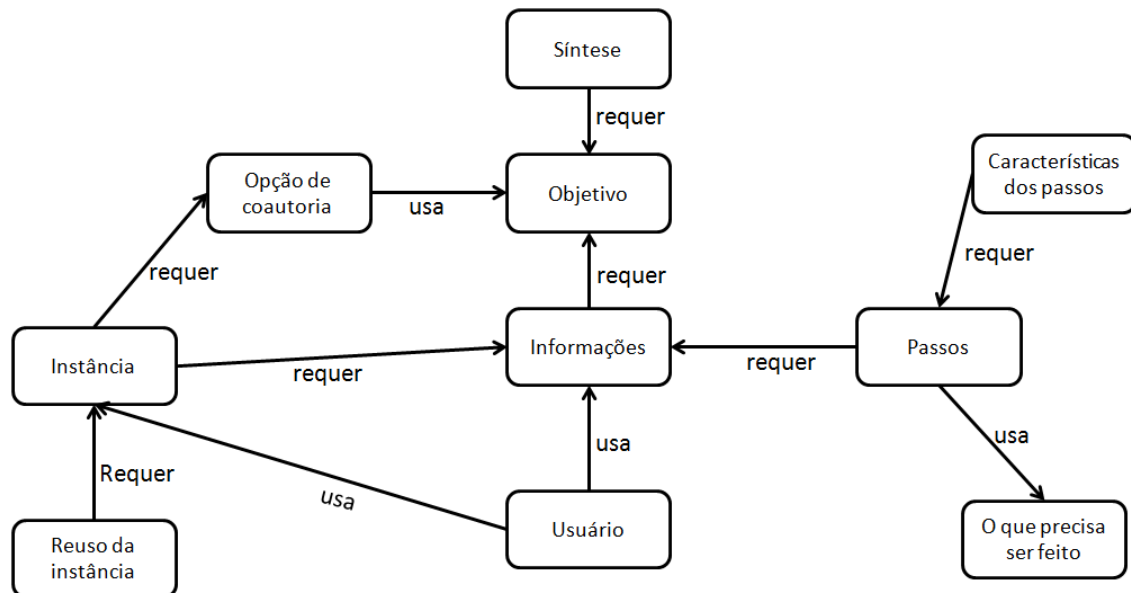 Síntese
requer
Opção de
coautoria
usa
Objetivo
Características
dos passos
requer
requer
requer
Instância
requer
Informações
requer
Passos
Requer
usa
usa
usa
Reuso da
instância
Usuário
O que precisa
ser feito